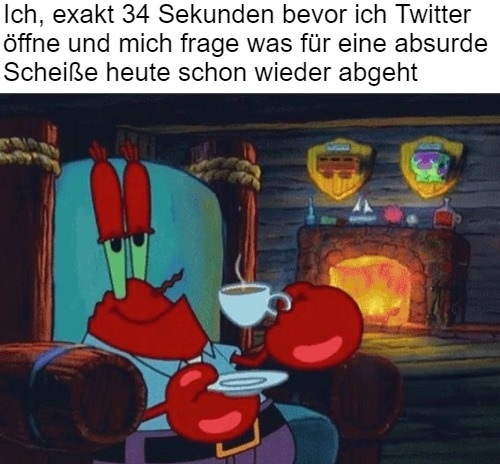 Ich, exakt 34 Sekunden bevor ich Twitter
öffne und mich frage was für eine absurde
Scheiße heute schon wieder abgeht